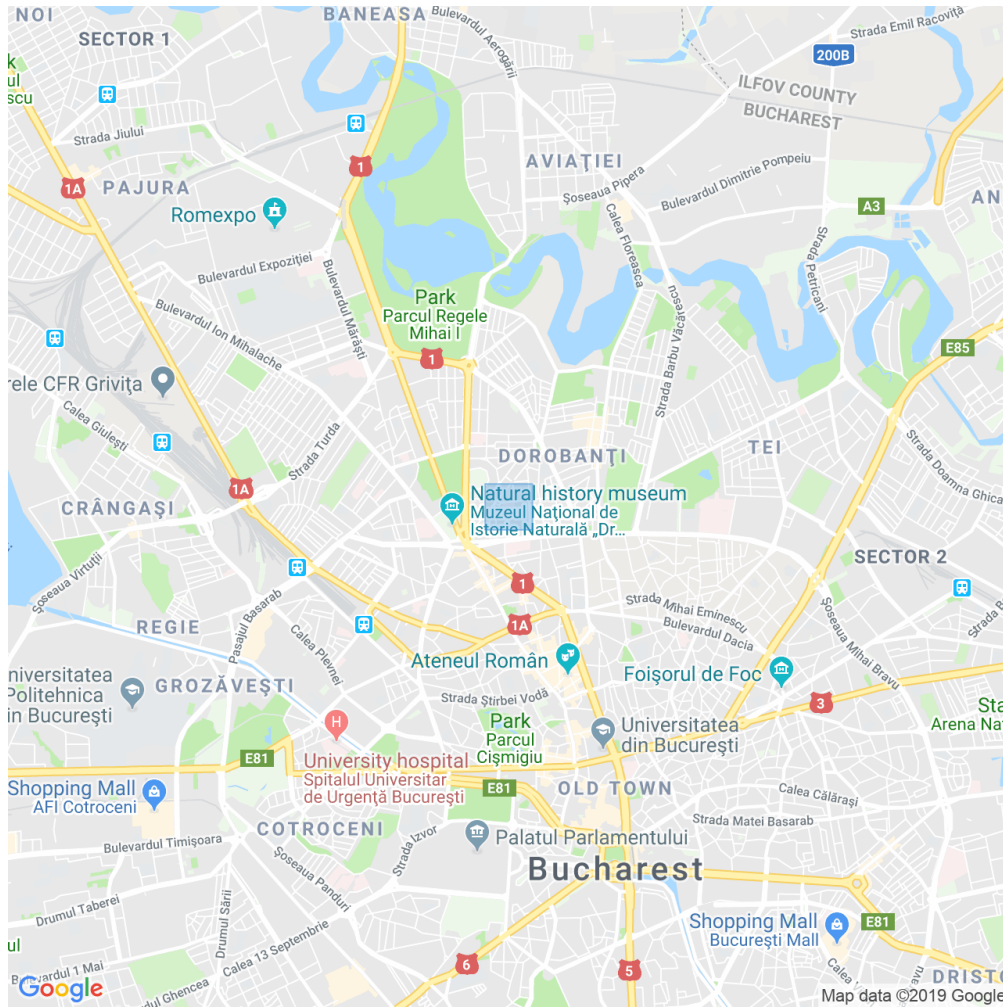 NOI
BANEASA
Bulevardul Aerogării
Strada Emil Racoviță
SECTOR 1
200B
ILFOV COUNTY
BUCHAREST
k
ul
escu
Strada Jiului
1
AVIAȚIEI
Bulevardul Dimitrie Pompeiu
1A
PAJURA
Șoseaua Pipera
Romexpo
Calea Floreasca
A3
AN
Strada Petricani
Bulevardul Expoziției
Bulevardul Mărăști
Park
Parcul Regele
Mihai I
Bulevardul Ion Mihalache
Strada Barbu Văcărescu
1
E85
rele CFR Grivița
Calea Giulești
Strada Turda
DOROBANȚI
TEI
Strada Doamna Ghica
1A
CRÂNGAȘI
Natural history museum
Muzeul Național de
Istorie Naturală „Dr...
SECTOR 2
Șoseaua Virtuții
1
Strada Mihai Eminescu
Bulevardul Dacia
Șoseaua Mihai Bravu
REGIE
Pasajul Basarab
Calea Plevnei
1A
Ateneul Român
Foișorul de Foc
Universitatea
Politehnica
din București
GROZĂVEȘTI
Strada Știrbei Vodă
3
Sta
Arena Nat
H
Park
Parcul
Cișmigiu
Universitatea
din București
E81
University hospital
Spitalul Universitar
de Urgență București
E81
OLD TOWN
Shopping Mall
AFI Cotroceni
Calea Călărași
Strada Matei Basarab
COTROCENI
Strada Izvor
Bulevardul Timișoara
Palatul Parlamentului
Bucharest
Șoseaua Panduri
Drumul Taberei
Drumul Sării
Calea 13 Septembrie
Shopping Mall
București Mall
E81
ul
Bulevardul 1 Mai
6
5
DRISTO
Google
Ghencea
Map data ©2019 Google